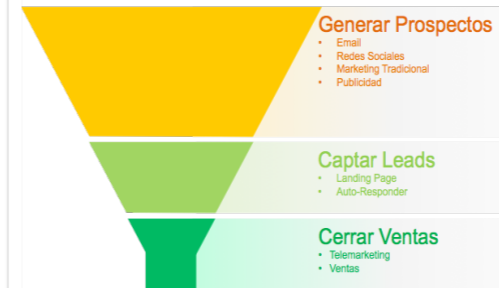 Generar Prospectos
• Email
• Redes Sociales
• Marketing Tradicional
• Publicidad
Captar Leads
• Landing Page
• Auto-Responder
Cerrar Ventas
• Telemarketing
• Ventas